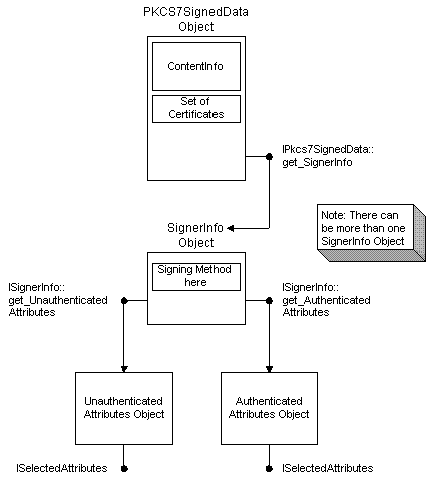 PKCS7SignedData
Object
ContentInfo
Set of
Certificates
IPkcs7SignedData::
get_SignerInfo
SignerInfo
Object
Note: There can
be more than one
SignerInfo Object
Signing Method
here
ISignerInfo::
get_Unauthenticated
Attributes
ISignerInfo::
get_Authenticated
Attributes
Unauthenticated
Attributes Object
Authenticated
Attributes Object
ISelectedAttributes
ISelectedAttributes